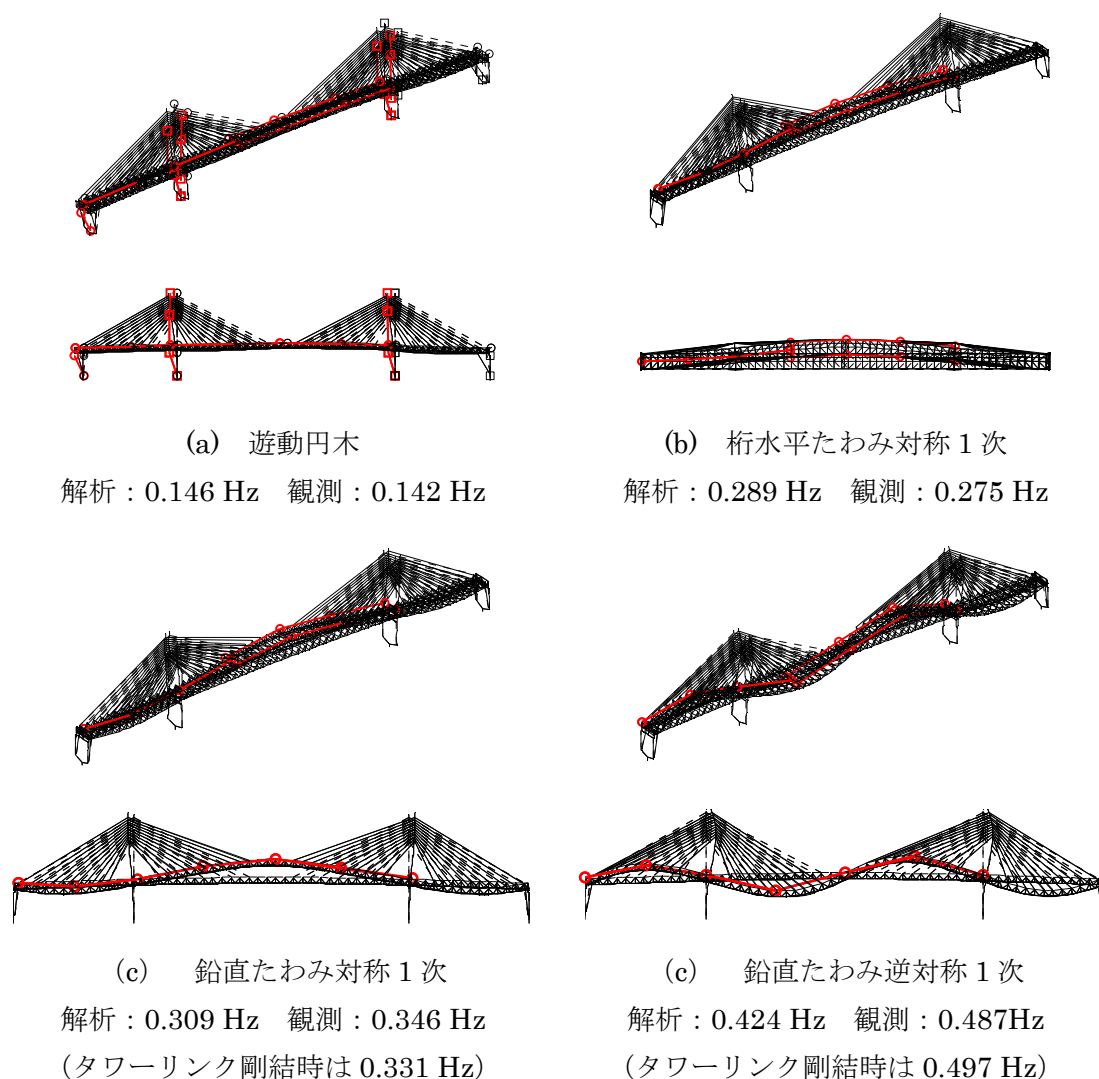 (a) 遊動円木
解析：0.146 Hz 観測：0.142 Hz
(b) 桁水平たわみ対称 1 次
解析：0.289 Hz 観測：0.275 Hz
(c) 鉛直たわみ対称 1 次
解析：0.309 Hz 観測：0.346 Hz
(タワーリンク剛結時は 0.331 Hz)
(c) 鉛直たわみ逆対称 1 次
解析：0.424 Hz 観測：0.487Hz
(タワーリンク剛結時は 0.497 Hz)